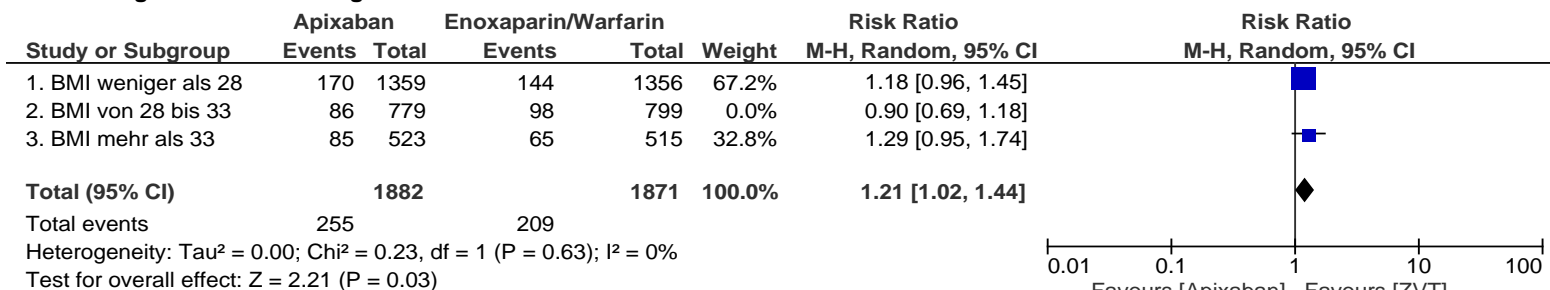 Apixaban Enoxaparin/Warfarin Risk Ratio Risk Ratio
Study or Subgroup Events Total Events Total Weight M-H, Random, 95% CI M-H, Random, 95% CI
1. BMI weniger als 28 170 1359 144 1356 67.2% 1.18 [0.96, 1.45]
2. BMI von 28 bis 33 86 779 98 799 0.0% 0.90 [0.69, 1.18]
3. BMI mehr als 33 85 523 65 515 32.8% 1.29 [0.95, 1.74]
Total (95% CI) 1882 1871 100.0% 1.21 [1.02, 1.44]
Total events 255 209
Heterogeneity: Tau² = 0.00; Chi² = 0.23, df = 1 (P = 0.63); I² = 0%
Test for overall effect: Z = 2.21 (P = 0.03)
0.01 0.1 1 10 100
Favours [Apixaban] Favours [ZVT]